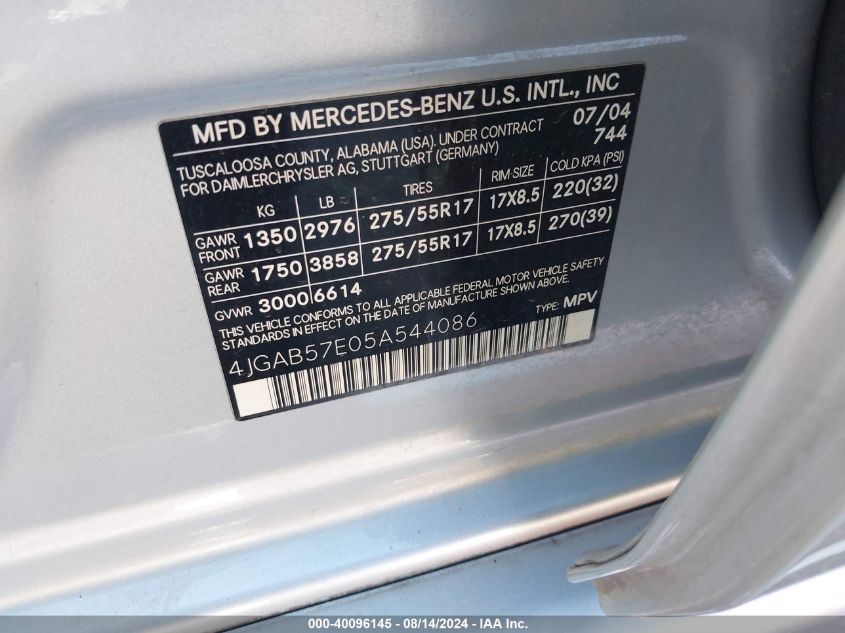 MFD BY MERCEDES-BENZ U.S. INTL., INC
07/04
TUSCALOOSA COUNTY, ALABAMA (USA). UNDER CONTRACT 744
FOR DAIMLERCHRYSLER AG, STUTTGART (GERMANY)
KG LB TIRES RIM SIZE COLD KPA (PSI)
GAWR FRONT 1350 2976 275/55R17 17X8.5 220(32)
GAWR REAR 1750 3858 275/55R17 17X8.5 270(39)
GVWR 3000 6614
THIS VEHICLE CONFORMS TO ALL APPLICABLE FEDERAL MOTOR VEHICLE SAFETY
STANDARDS IN EFFECT ON THE DATE OF MANUFACTURE SHOWN ABOVE.
4JGAB57E05A544086 TYPE: MPV
000-40096145 - 08/14/2024 - IAA Inc.